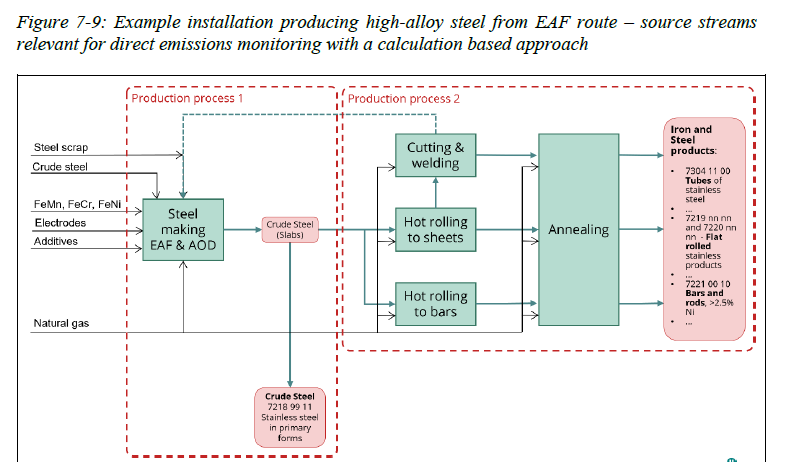 Figure 7-9: Example installation producing high-alloy steel from EAF route – source streams
relevant for direct emissions monitoring with a calculation based approach
Production process 1
Production process 2
Steel scrap
Crude steel
FeMn, FeCr, FeNi
Electrodes
Additives
Natural gas
Steel
making
EAF & AOD
Crude Steel
(Slabs)
Crude Steel
7218 99 11
Stainless steel
in primary
forms
Cutting &
welding
Hot rolling
to sheets
Hot rolling
to bars
Annealing
Iron and
Steel
products:
• 7304 11 00
Tubes of
stainless
steel
• ...
• 7219 nn nn
and 7220 nn
nn - Flat
rolled
stainless
products
• ...
• 7221 00 10
Bars and
rods, >2.5%
Ni
• ...